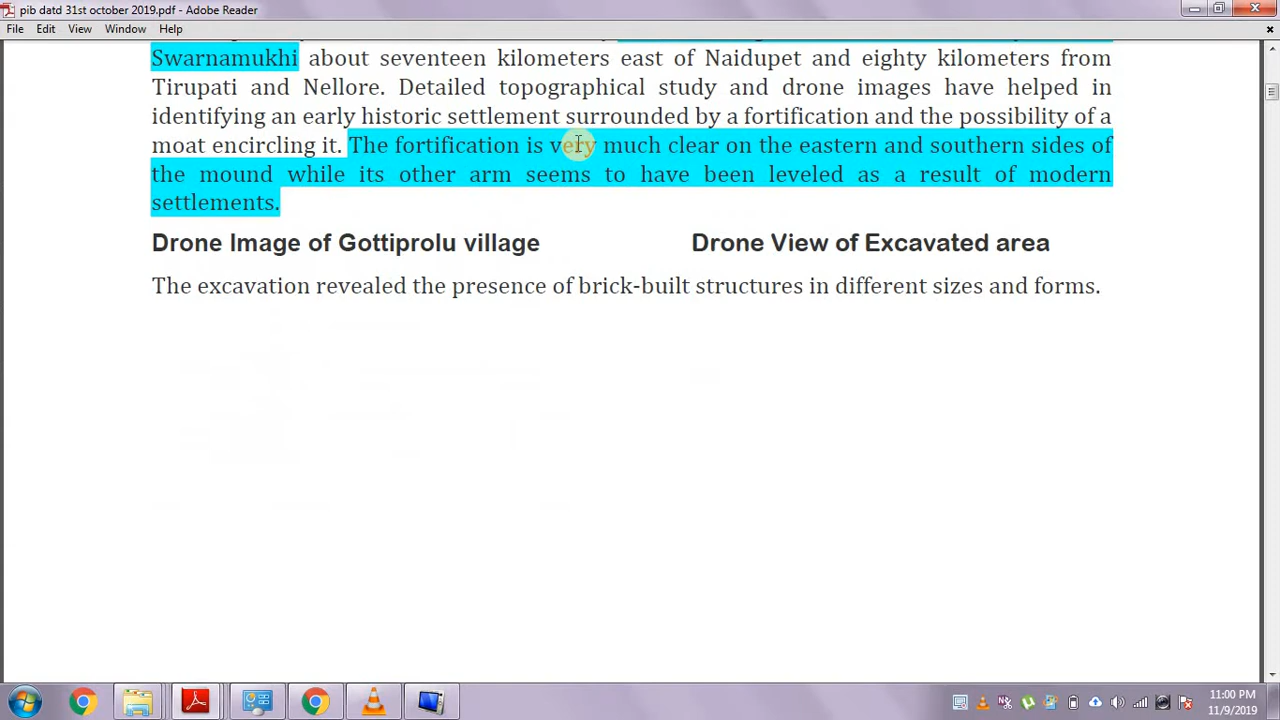 pib datd 31st october 2019.pdf - Adobe Reader
File Edit View Window Help
Swarnamukhi about seventeen kilometers east of Naidupet and eighty kilometers from
Tirupati and Nellore. Detailed topographical study and drone images have helped in
identifying an early historic settlement surrounded by a fortification and the possibility of a
moat encircling it. The fortification is very much clear on the eastern and southern sides of
the mound while its other arm seems to have been leveled as a result of modern
settlements.
Drone Image of Gottiprolu village Drone View of Excavated area
The excavation revealed the presence of brick-built structures in different sizes and forms.
11:00 PM
11/9/2019